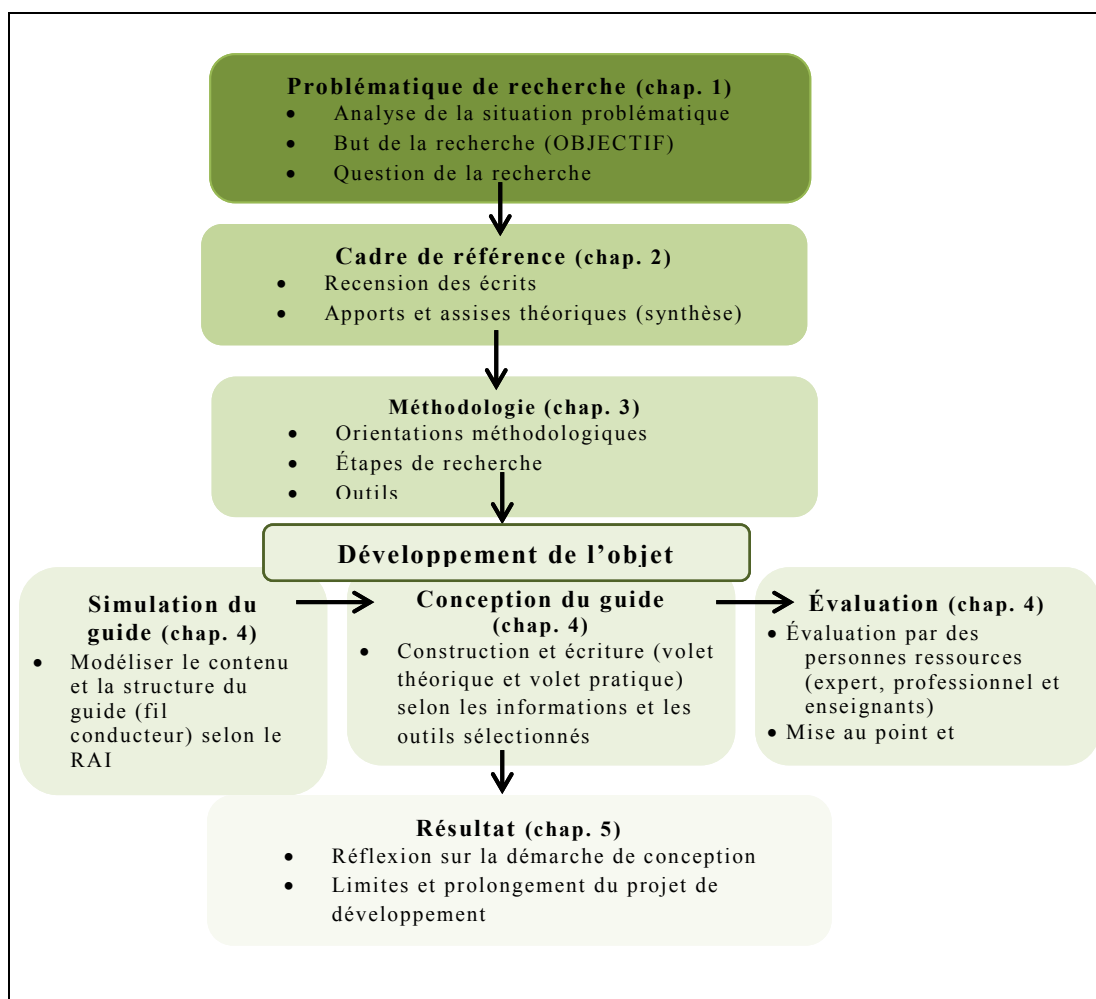 Problématique de recherche (chap. 1)
• Analyse de la situation problématique
• But de la recherche (OBJECTIF)
• Question de la recherche
Cadre de référence (chap. 2)
• Recension des écrits
• Apports et assises théoriques (synthèse)
Méthodologie (chap. 3)
• Orientations méthodologiques
• Étapes de recherche
• Outils
Développement de l’objet
Simulation du
guide (chap. 4)
• Modéliser le contenu
et la structure du
guide (fil
conducteur) selon le
RAI
Conception du guide
(chap. 4)
• Construction et écriture (volet
théorique et volet pratique)
selon les informations et les
outils sélectionnés
Évaluation (chap. 4)
• Évaluation par des
personnes ressources
(expert, professionnel et
enseignants)
• Mise au point et
Résultat (chap. 5)
• Réflexion sur la démarche de conception
• Limites et prolongement du projet de
développement